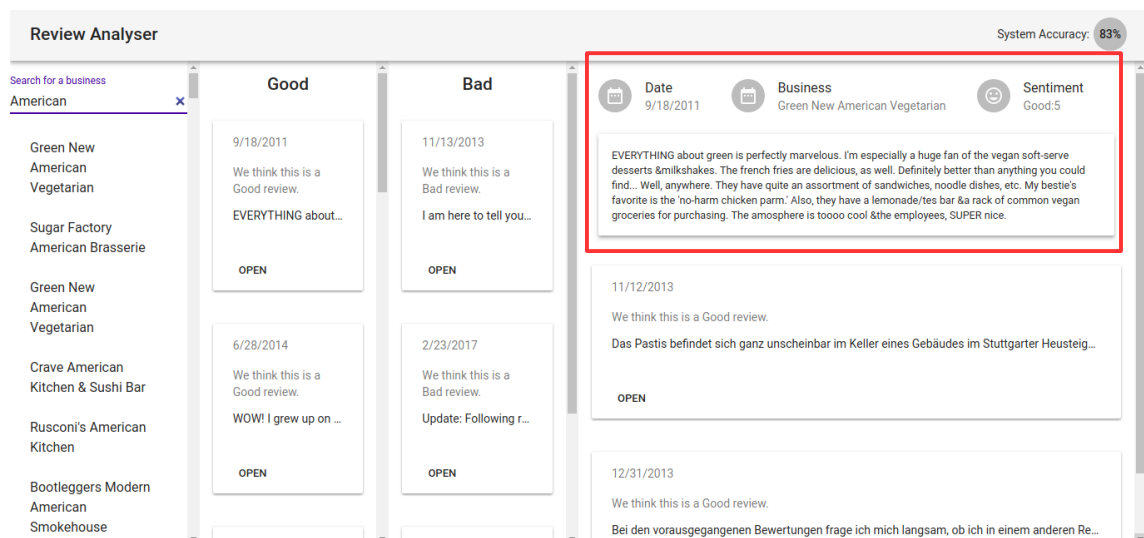 Review Analyser
System Accuracy: 83%
Search for a business
American ×
Green New
American
Vegetarian
Sugar Factory
American Brasserie
Green New
American
Vegetarian
Crave American
Kitchen & Sushi Bar
Rusconi's American
Kitchen
Bootleggers Modern
American
Smokehouse
Good
9/18/2011
We think this is a
Good review.
EVERYTHING about...
OPEN
6/28/2014
We think this is a
Good review.
WOW! I grew up on ...
OPEN
Bad
11/13/2013
We think this is a
Bad review.
I am here to tell you...
OPEN
2/23/2017
We think this is a
Bad review.
Update: Following r...
OPEN
Date
9/18/2011
Business
Green New American Vegetarian
Sentiment
Good:5
EVERYTHING about green is perfectly marvelous. I'm especially a huge fan of the vegan soft-serve
desserts &milkshakes. The french fries are delicious, as well. Definitely better than anything you could
find... Well, anywhere. They have quite an assortment of sandwiches, noodle dishes, etc. My bestie's
favorite is the 'no-harm chicken parm.' Also, they have a lemonade/tes bar &a rack of common vegan
groceries for purchasing. The amosphere is toooo cool &the employees, SUPER nice.
11/12/2013
We think this is a Good review.
Das Pastis befindet sich ganz unscheinbar im Keller eines Gebäudes im Stuttgarter Heusteig...
OPEN
12/31/2013
We think this is a Good review.
Bei den vorausgegangenen Bewertungen frage ich mich langsam, ob ich in einem anderen Re...